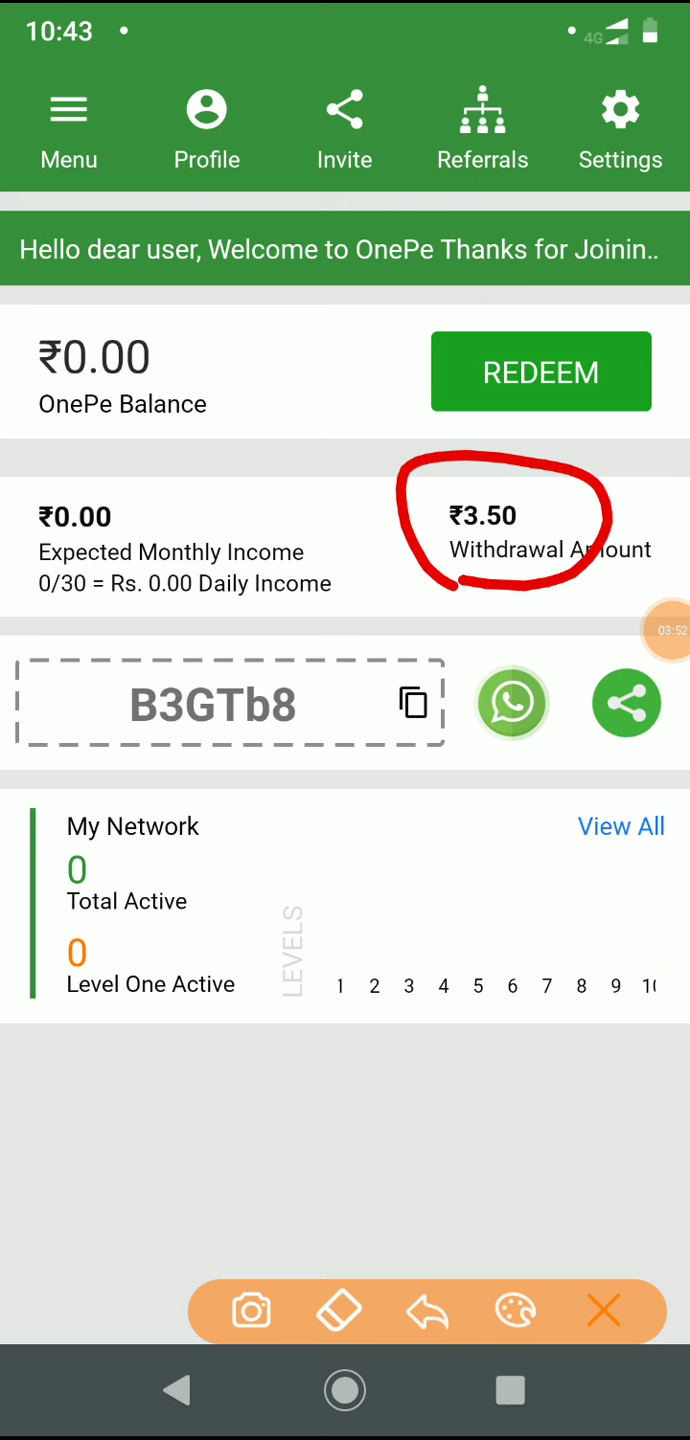 10:43
4G
Menu
Profile
Invite
Referrals
Settings
Hello dear user, Welcome to OnePe Thanks for Joinin..
₹0.00
OnePe Balance
REDEEM
₹0.00
Expected Monthly Income
0/30 = Rs. 0.00 Daily Income
₹3.50
Withdrawal Amount
03:52
B3GTb8
My Network
View All
0
Total Active
0
Level One Active
LEVELS
1 2 3 4 5 6 7 8 9 10